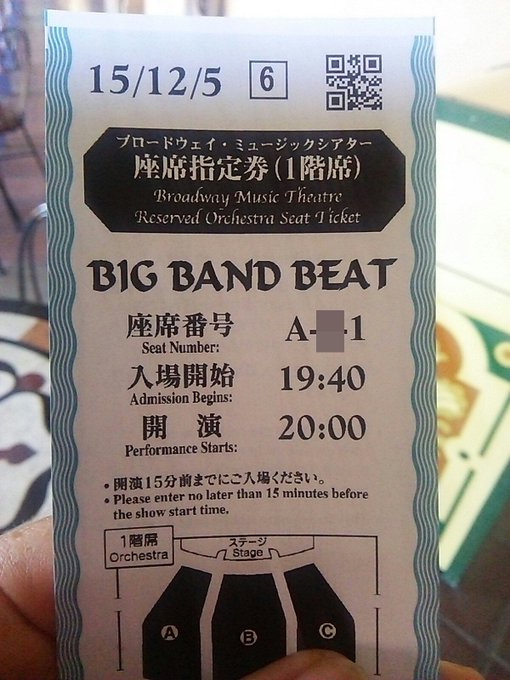 15/12/5 6
ブロードウェイ・ミュージックシアター
座席指定券(1階席)
Broadway Music Theatre
Reserved Orchestra Seat Ticket
BIG BAND BEAT
座席番号 A- -1
Seat Number:
入場開始 19:40
Admission Begins:
開 演 20:00
Performance Starts:
・開演15分前までにご入場ください。
・Please enter no later than 15 minutes before
the show start time.
1階席
Orchestra
ステージ
Stage
A B C